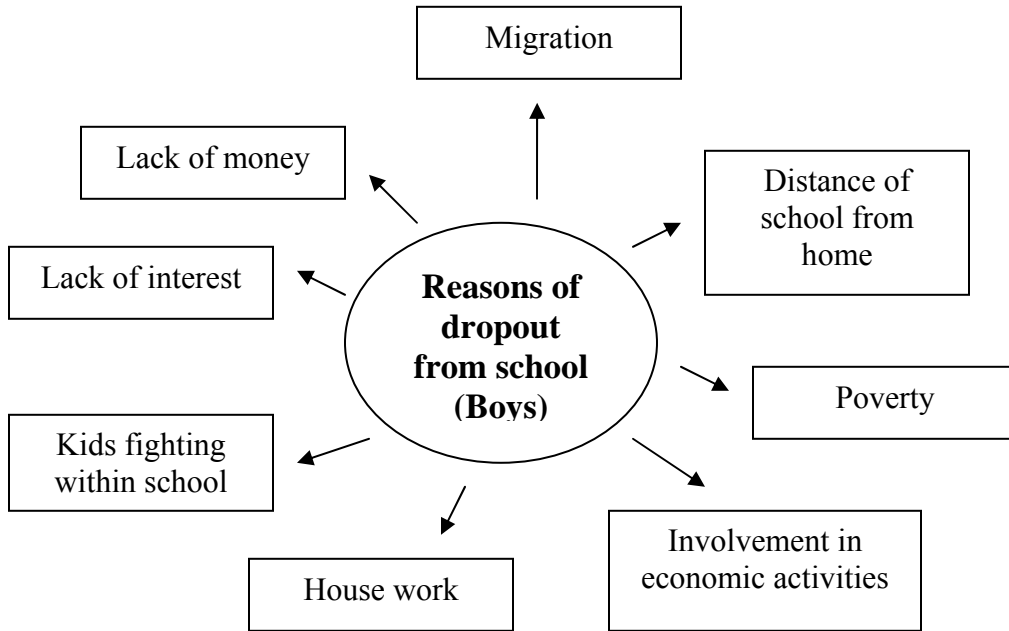 Migration
Lack of money
Distance of
school from
home
Lack of interest
Reasons of
dropout
from school
(Boys)
Poverty
Kids fighting
within school
Involvement in
economic activities
House work